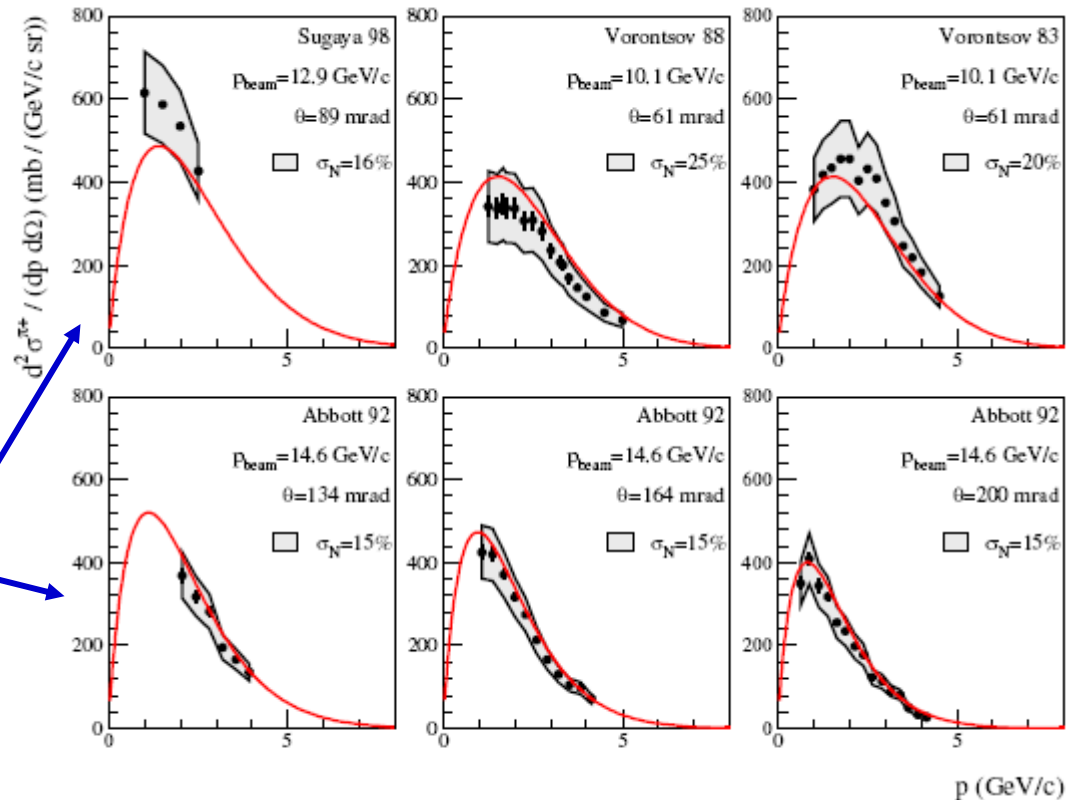 d² σ^π+ / (dp dΩ) (mb / (GeV/c sr))
800
600
400
200
0
0
5
Sugaya 98
p_beam=12.9 GeV/c
θ=89 mrad
σ_N=16%
800
600
400
200
0
0
5
Vorontsov 88
p_beam=10.1 GeV/c
θ=61 mrad
σ_N=25%
800
600
400
200
0
0
5
Vorontsov 83
p_beam=10.1 GeV/c
θ=61 mrad
σ_N=20%
800
600
400
200
0
0
5
Abbott 92
p_beam=14.6 GeV/c
θ=134 mrad
σ_N=15%
800
600
400
200
0
0
5
Abbott 92
p_beam=14.6 GeV/c
θ=164 mrad
σ_N=15%
800
600
400
200
0
0
5
Abbott 92
p_beam=14.6 GeV/c
θ=200 mrad
σ_N=15%
p (GeV/c)